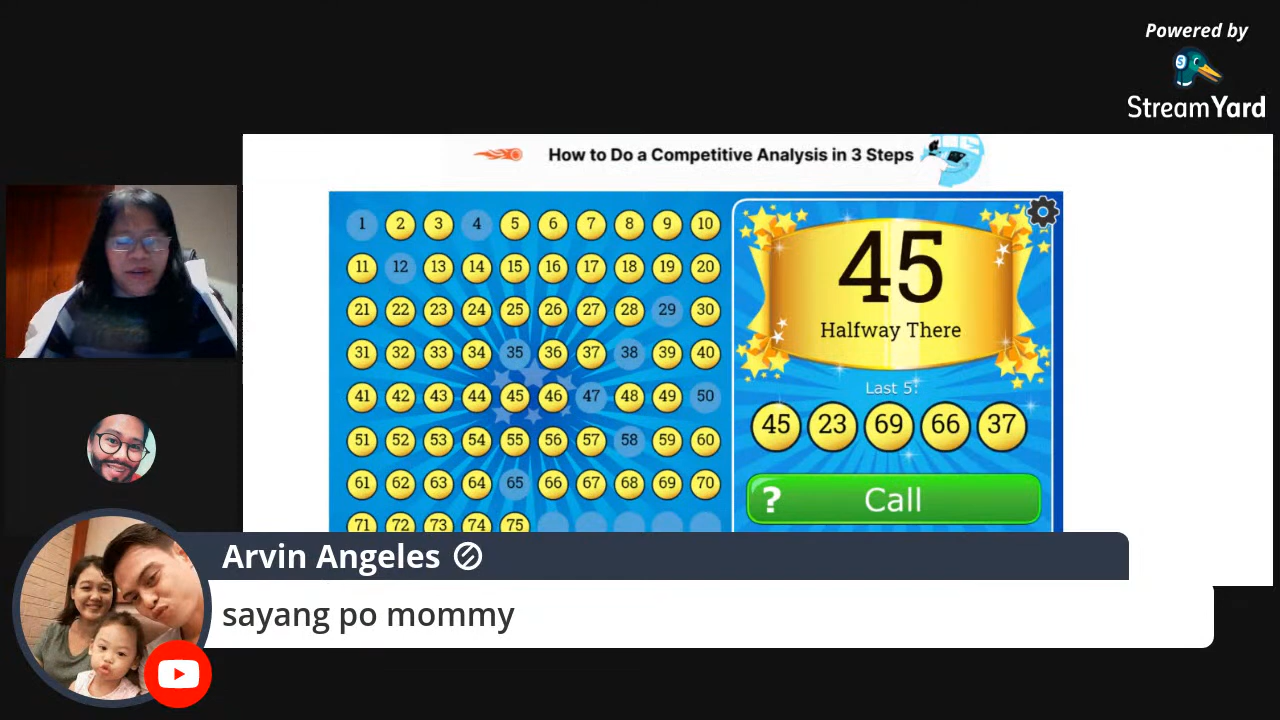 Powered by
StreamYard
How to Do a Competitive Analysis in 3 Steps
1 2 3 4 5 6 7 8 9 10
11 12 13 14 15 16 17 18 19 20
21 22 23 24 25 26 27 28 29 30
31 32 33 34 35 36 37 38 39 40
41 42 43 44 45 46 47 48 49 50
51 52 53 54 55 56 57 58 59 60
61 62 63 64 65 66 67 68 69 70
71 72 73 74 75
45
Halfway There
Last 5:
45 23 69 66 37
? Call
Arvin Angeles
sayang po mommy